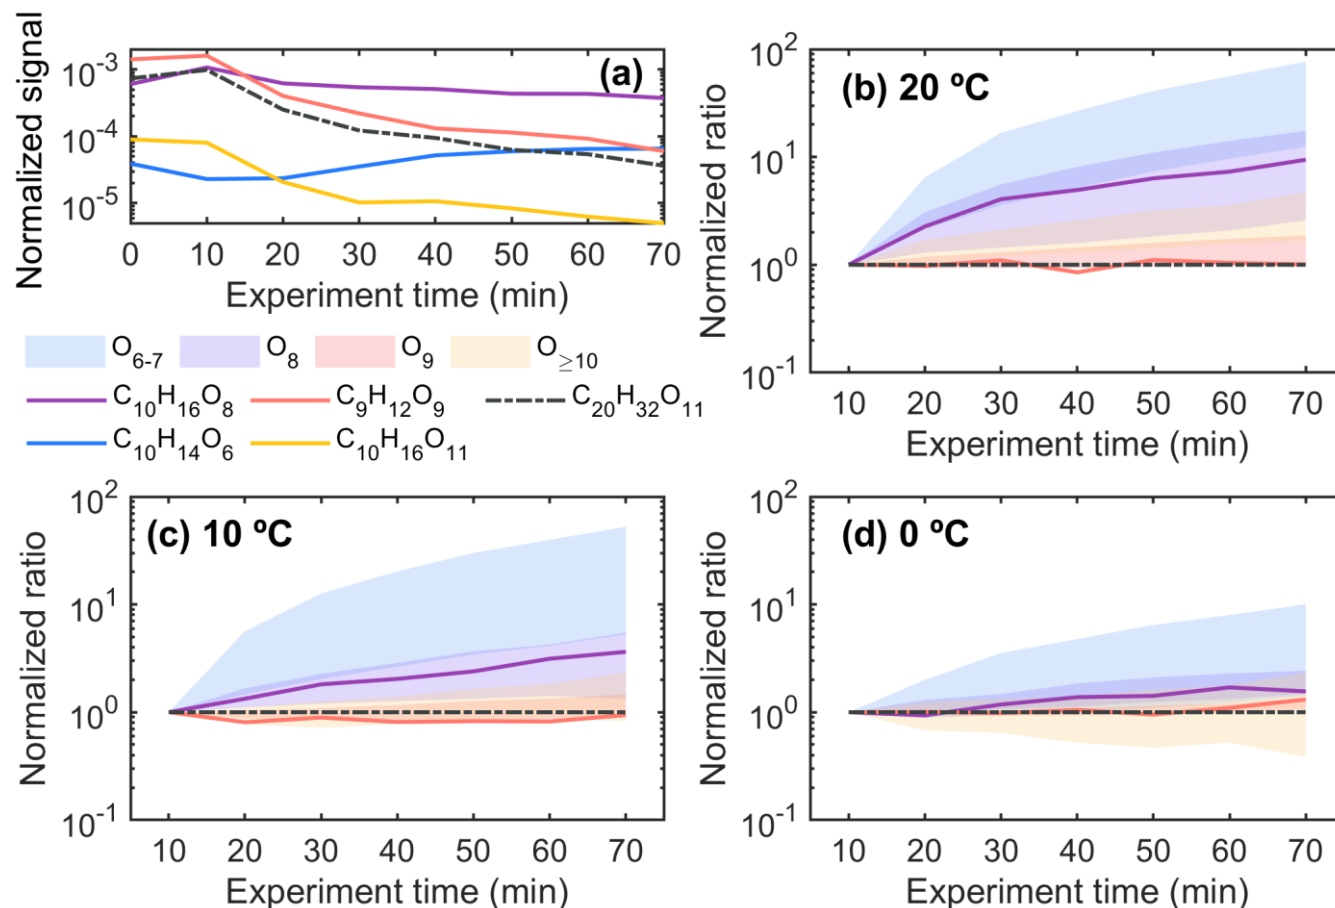 (a)
Normalized signal
10⁻³
10⁻⁴
10⁻⁵
0 10 20 30 40 50 60 70
Experiment time (min)
O₆₋₇ O₈ O₉ O≥₁₀
C₁₀H₁₆O₈ C₉H₁₂O₉ C₂₀H₃₂O₁₁
C₁₀H₁₄O₆ C₁₀H₁₆O₁₁
(b) 20 ºC
Normalized ratio
10²
10¹
10⁰
10⁻¹
10 20 30 40 50 60 70
Experiment time (min)
(c) 10 ºC
Normalized ratio
10²
10¹
10⁰
10⁻¹
10 20 30 40 50 60 70
Experiment time (min)
(d) 0 ºC
Normalized ratio
10²
10¹
10⁰
10⁻¹
10 20 30 40 50 60 70
Experiment time (min)